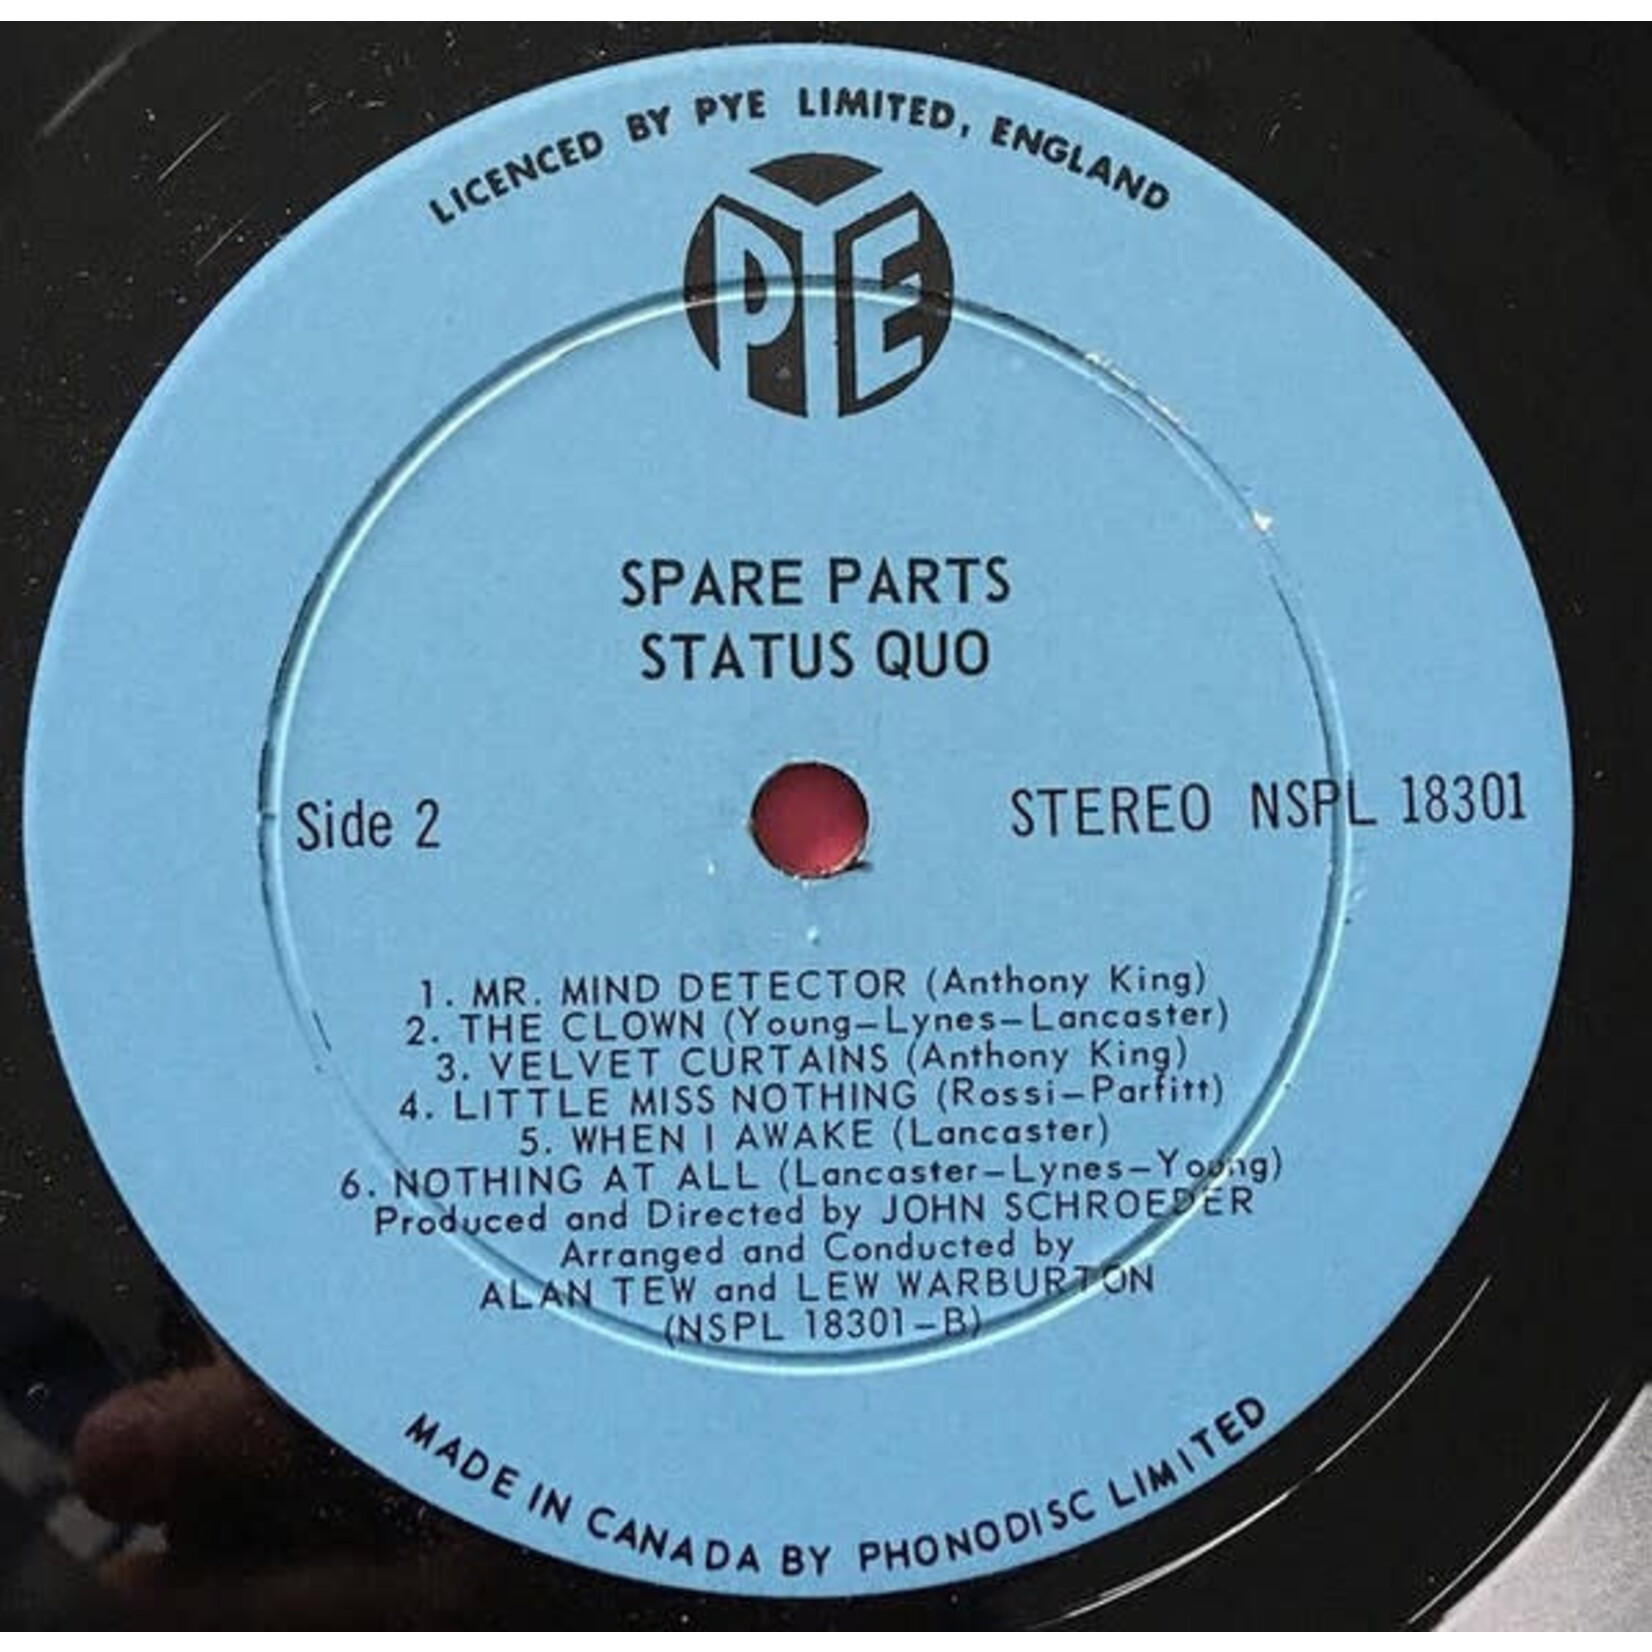 LICENCED BY PYE LIMITED, ENGLAND
PYE
SPARE PARTS
STATUS QUO
Side 2
STEREO NSPL 18301
1. MR. MIND DETECTOR (Anthony King)
2. THE CLOWN (Young-Lynes-Lancaster)
3. VELVET CURTAINS (Anthony King)
4. LITTLE MISS NOTHING (Rossi-Parfitt)
5. WHEN I AWAKE (Lancaster)
6. NOTHING AT ALL (Lancaster-Lynes-Young)
Produced and Directed by JOHN SCHROEDER
Arranged and Conducted by
ALAN TEW and LEW WARBURTON
(NSPL 18301-B)
MADE IN CANADA BY PHONODISC LIMITED